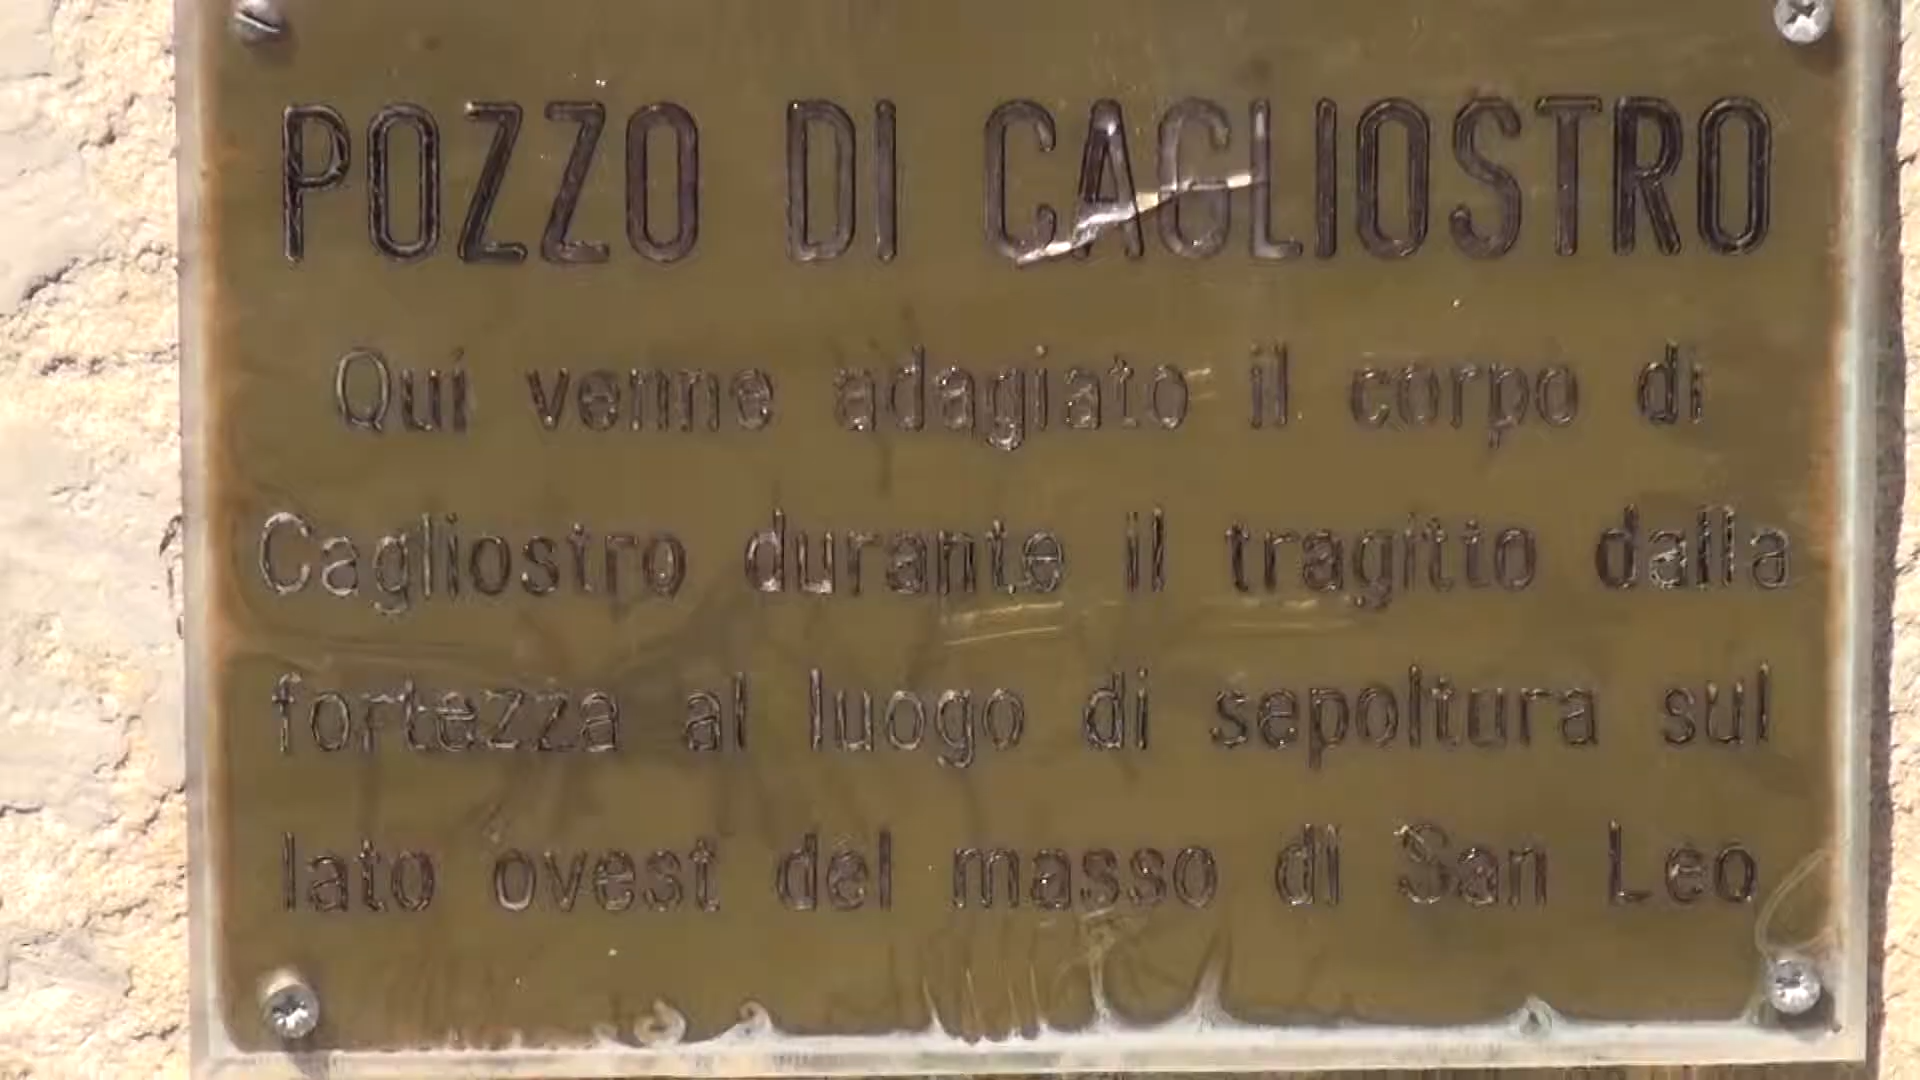 POZZO DI CAGLIOSTRO
Qui venne adagiato il corpo di
Cagliostro durante il tragitto dalla
fortezza al luogo di sepoltura sul
lato ovest del masso di San Leo